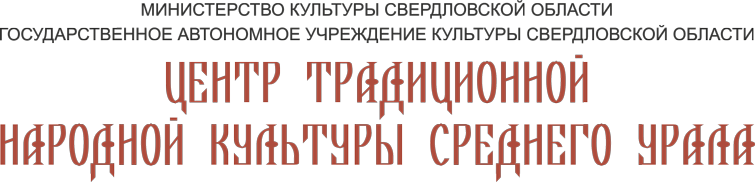 МИНИСТЕРСТВО КУЛЬТУРЫ СВЕРДЛОВСКОЙ ОБЛАСТИ
ГОСУДАРСТВЕННОЕ АВТОНОМНОЕ УЧРЕЖДЕНИЕ КУЛЬТУРЫ СВЕРДЛОВСКОЙ ОБЛАСТИ
ЦЕНТР ТРАДИЦИОННОЙ
НАРОДНОЙ КУЛЬТУРЫ СРЕДНЕГО УРАЛА